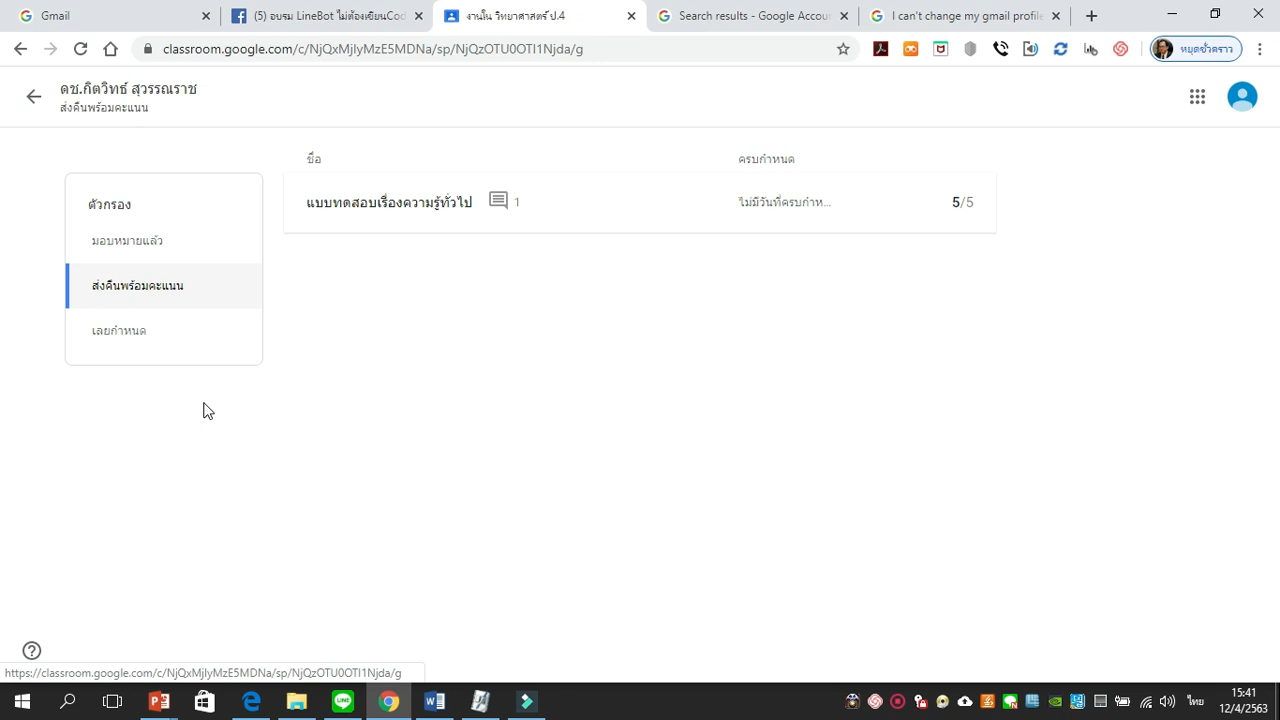 Gmail
(5) อบรม LineBot ไม่ต้องเขียนCod
งานใน วิทยาศาสตร์ ป.4
Search results - Google Accoun
I can't change my gmail profile
classroom.google.com/c/NjQxMjIyMzE5MDNa/sp/NjQzOTU0OTI1Njda/g
หยุดชั่วคราว
ดช.กิตวิทธ์ สุวรรณราช
ส่งคืนพร้อมคะแนน
ชื่อ
ครบกำหนด
ตัวกรอง
แบบทดสอบเรื่องความรู้ทั่วไป
1
ไม่มีวันที่ครบกำห...
5/5
มอบหมายแล้ว
ส่งคืนพร้อมคะแนน
เลยกำหนด
https://classroom.google.com/c/NjQxMjIyMzE5MDNa/sp/NjQzOTU0OTI1Njda/g
ไทย
15:41
12/4/2563